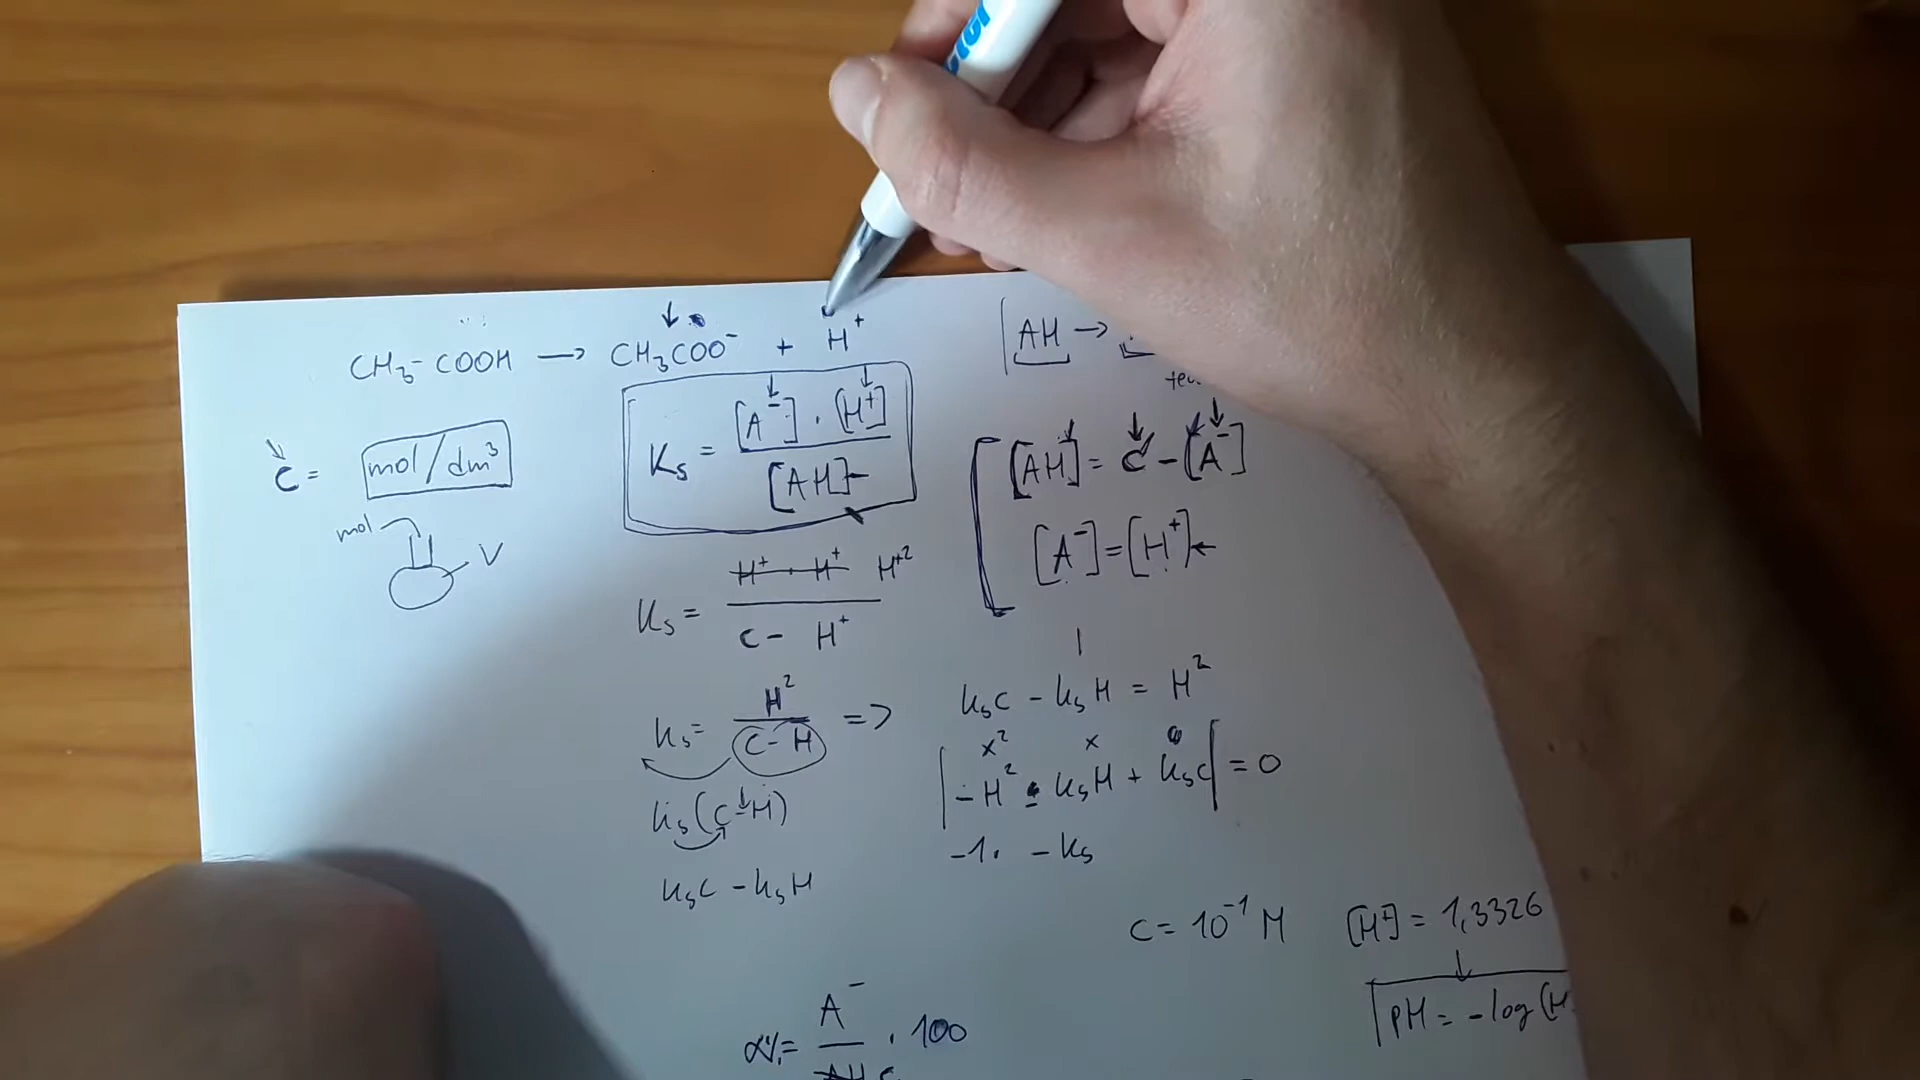 CH₃-COOH → CH₃COO⁻ + H⁺
AH →
C = mol/dm³
mol
V
Ks = [A⁻] · [H⁺] / [AH]
[AH] = C - [A⁻]
[A⁻] = [H⁺]
H⁺ · H⁺ H⁺²
Ks = / C - H⁺
Ks = H² / C - H =>
Ks(C-H)
KsC - KsH
KsC - KsH = H²
x² x
-H² - KsH + KsC = 0
-1. -Ks
C = 10⁻¹ M [H⁺] = 1,3326
PH = -log(H
α% = A⁻ / C · 100